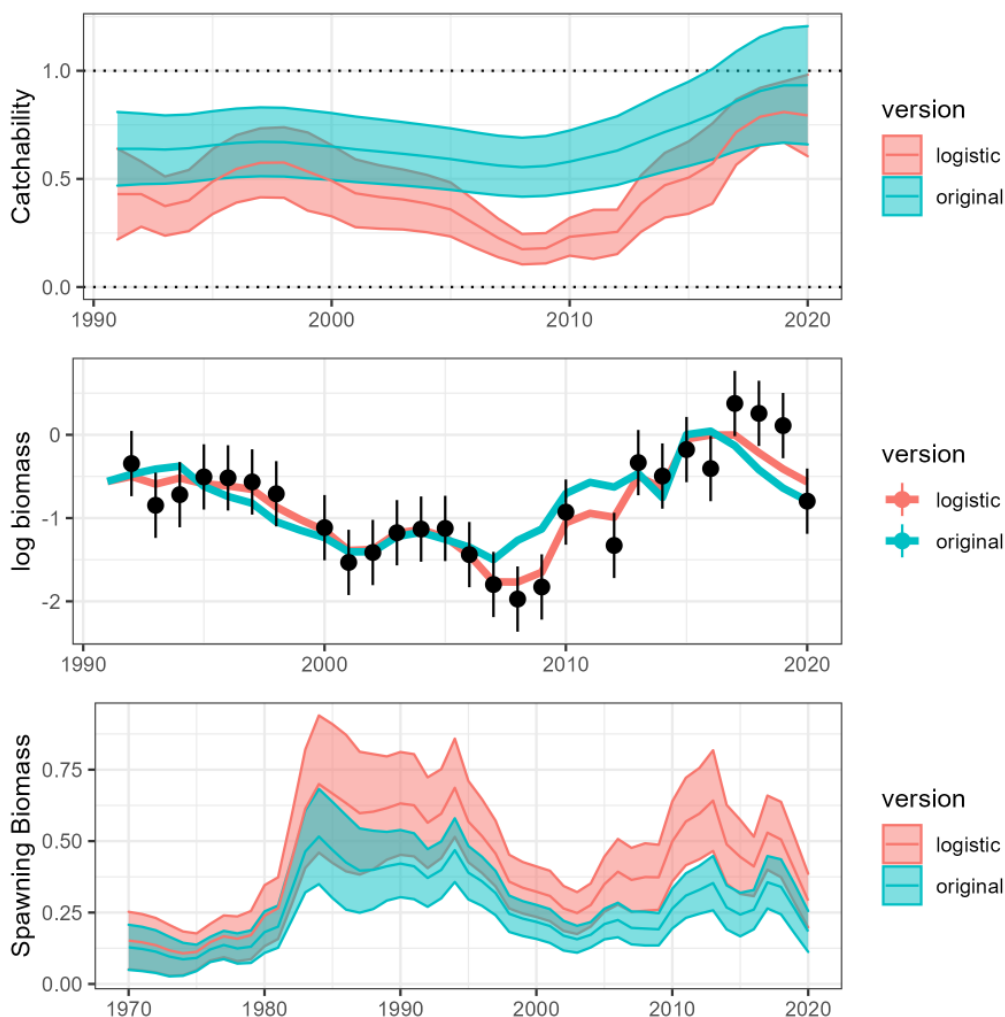 Catchability
1.0
0.5
0.0
1990
2000
2010
2020
version
logistic
original
log biomass
0
-1
-2
1990
2000
2010
2020
version
logistic
original
Spawning Biomass
0.75
0.50
0.25
0.00
1970
1980
1990
2000
2010
2020
version
logistic
original